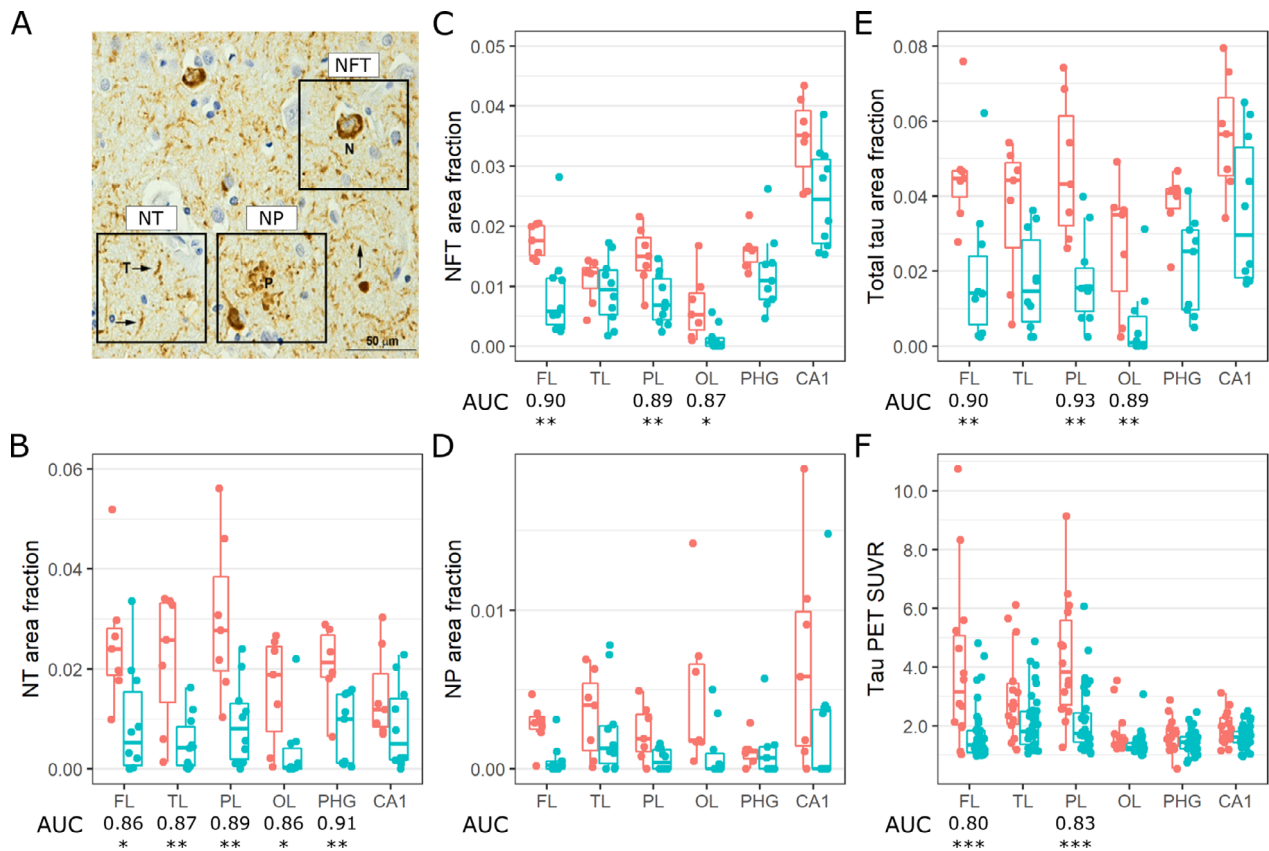 A
NFT
N
NT
NP
T
P
50 µm
C
NFT area fraction
0.05
0.04
0.03
0.02
0.01
0.00
FL TL PL OL PHG CA1
AUC 0.90 0.89 0.87
** ** *
E
Total tau area fraction
0.08
0.06
0.04
0.02
0.00
FL TL PL OL PHG CA1
AUC 0.90 0.93 0.89
** ** **
B
NT area fraction
0.06
0.04
0.02
0.00
FL TL PL OL PHG CA1
AUC 0.86 0.87 0.89 0.86 0.91
* ** ** * **
D
NP area fraction
0.01
0.00
FL TL PL OL PHG CA1
F
Tau PET SUVR
10.0
8.0
6.0
4.0
2.0
FL TL PL OL PHG CA1
AUC 0.80 0.83
*** ***